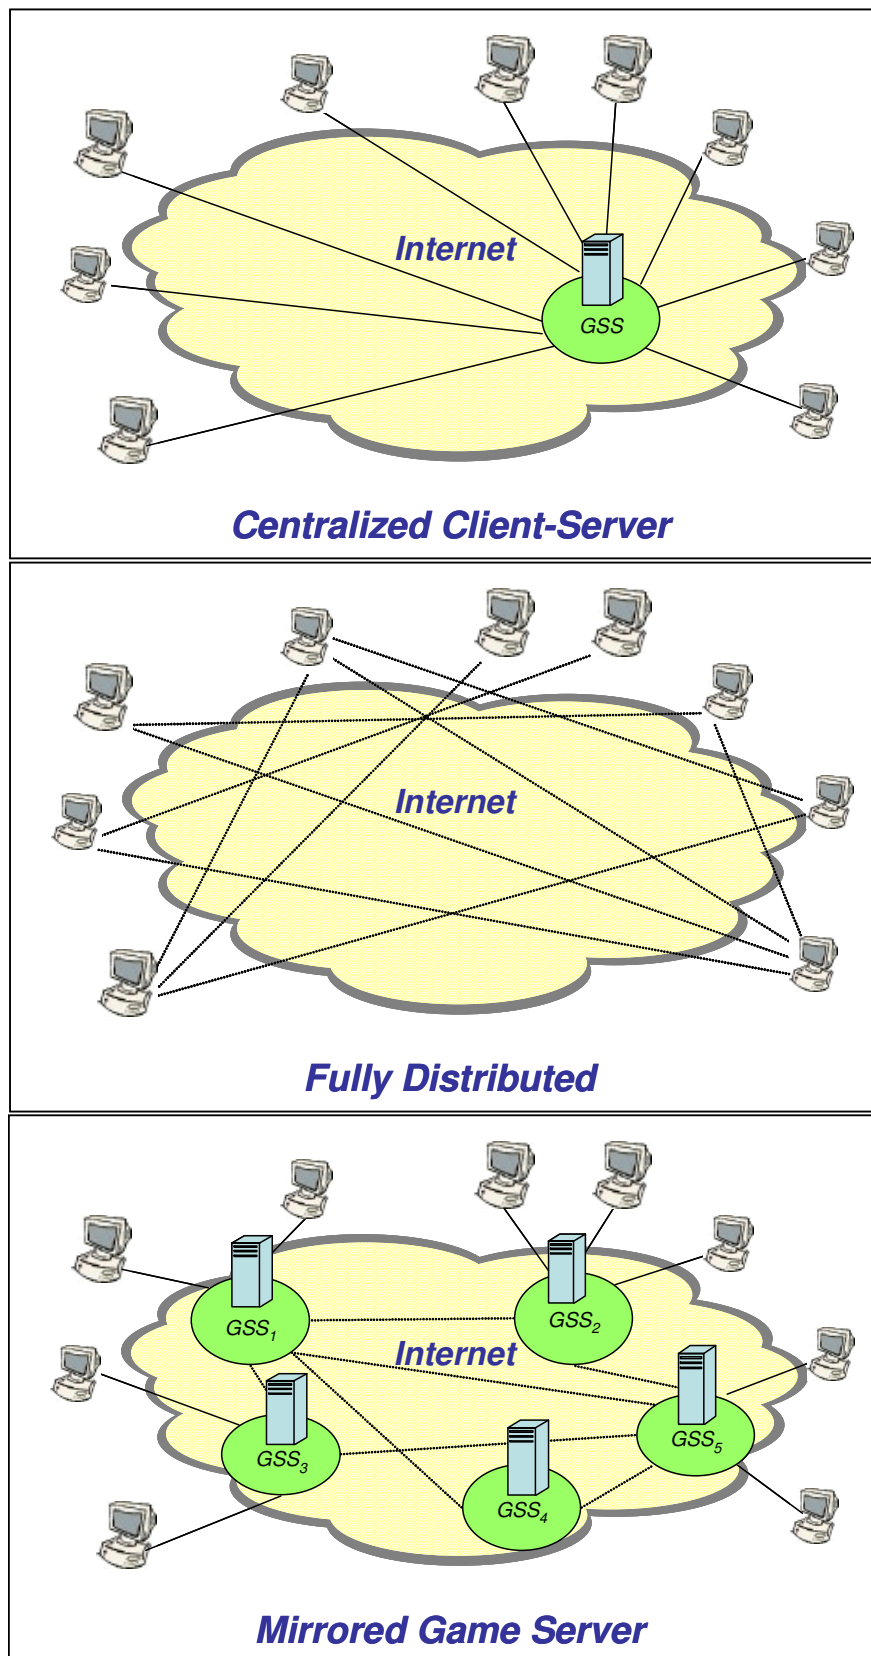 Internet
GSS
Centralized Client-Server
Internet
Fully Distributed
GSS1
GSS2
Internet
GSS3
GSS5
GSS4
Mirrored Game Server